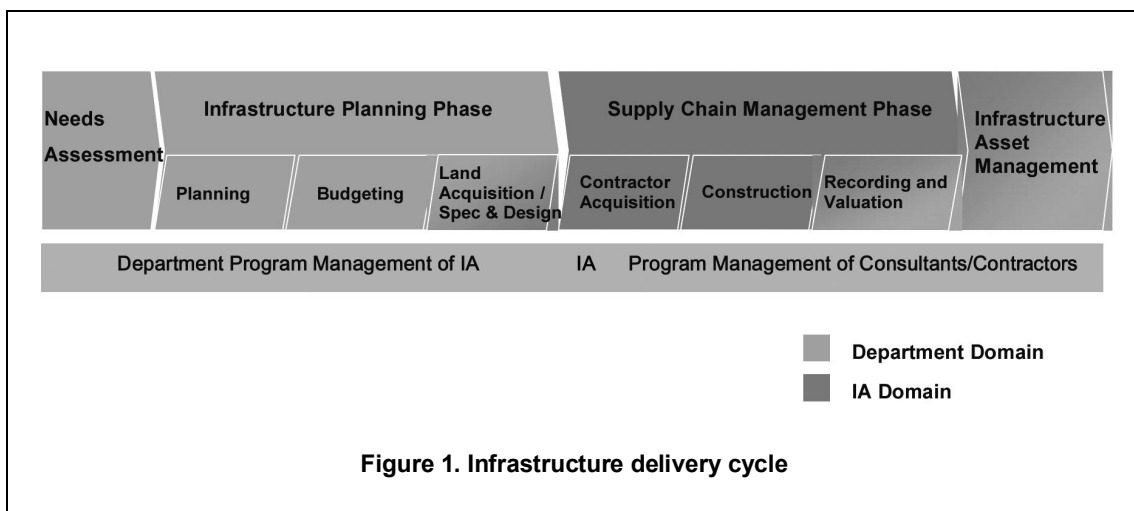 Needs
Assessment
Infrastructure Planning Phase
Planning
Budgeting
Land
Acquisition /
Spec & Design
Supply Chain Management Phase
Contractor
Acquisition
Construction
Recording and
Valuation
Infrastructure
Asset
Management
Department Program Management of IA IA Program Management of Consultants/Contractors
Department Domain
IA Domain
Figure 1. Infrastructure delivery cycle